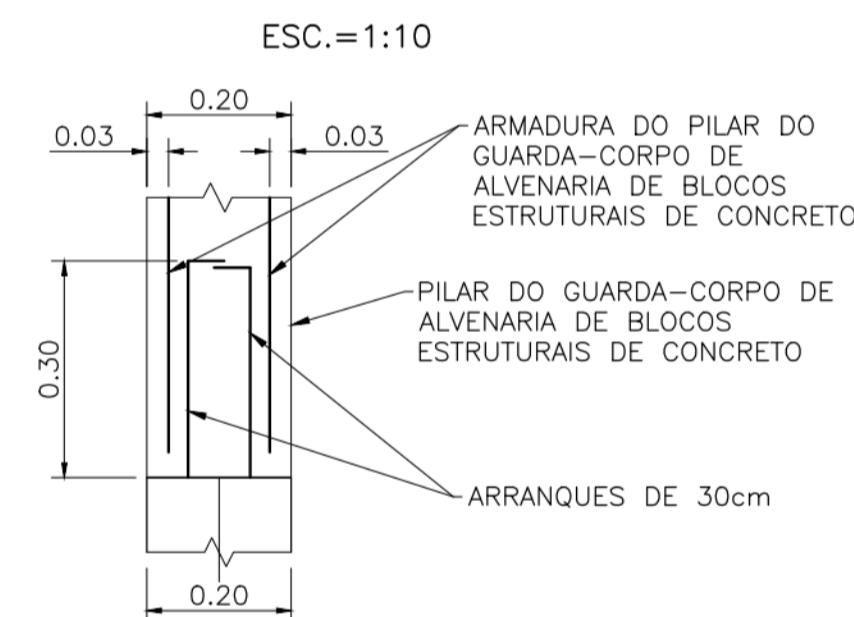 ESC.=1:10
0.20
0.03
0.03
ARMADURA DO PILAR DO
GUARDA-CORPO DE
ALVENARIA DE BLOCOS
ESTRUTURAIS DE CONCRETO
PILAR DO GUARDA-CORPO DE
ALVENARIA DE BLOCOS
ESTRUTURAIS DE CONCRETO
0.30
ARRANQUES DE 30cm
0.20